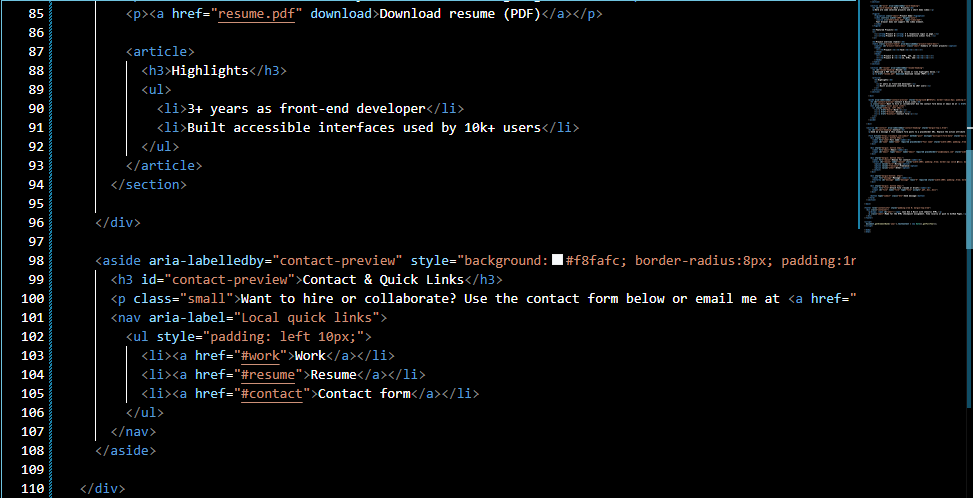 85 <p><a href="resume.pdf" download>Download resume (PDF)</a></p>
86
87 <article>
88 <h3>Highlights</h3>
89 <ul>
90 <li>3+ years as front-end developer</li>
91 <li>Built accessible interfaces used by 10k+ users</li>
92 </ul>
93 </article>
94 </section>
95
96 </div>
97
98 <aside aria-labelledby="contact-preview" style="background:#f8fafc; border-radius:8px; padding:1r
99 <h3 id="contact-preview">Contact & Quick Links</h3>
100 <p class="small">Want to hire or collaborate? Use the contact form below or email me at <a href="
101 <nav aria-label="Local quick links">
102 <ul style="padding: left 10px;">
103 <li><a href="#work">Work</a></li>
104 <li><a href="#resume">Resume</a></li>
105 <li><a href="#contact">Contact form</a></li>
106 </ul>
107 </nav>
108 </aside>
109
110 </div>